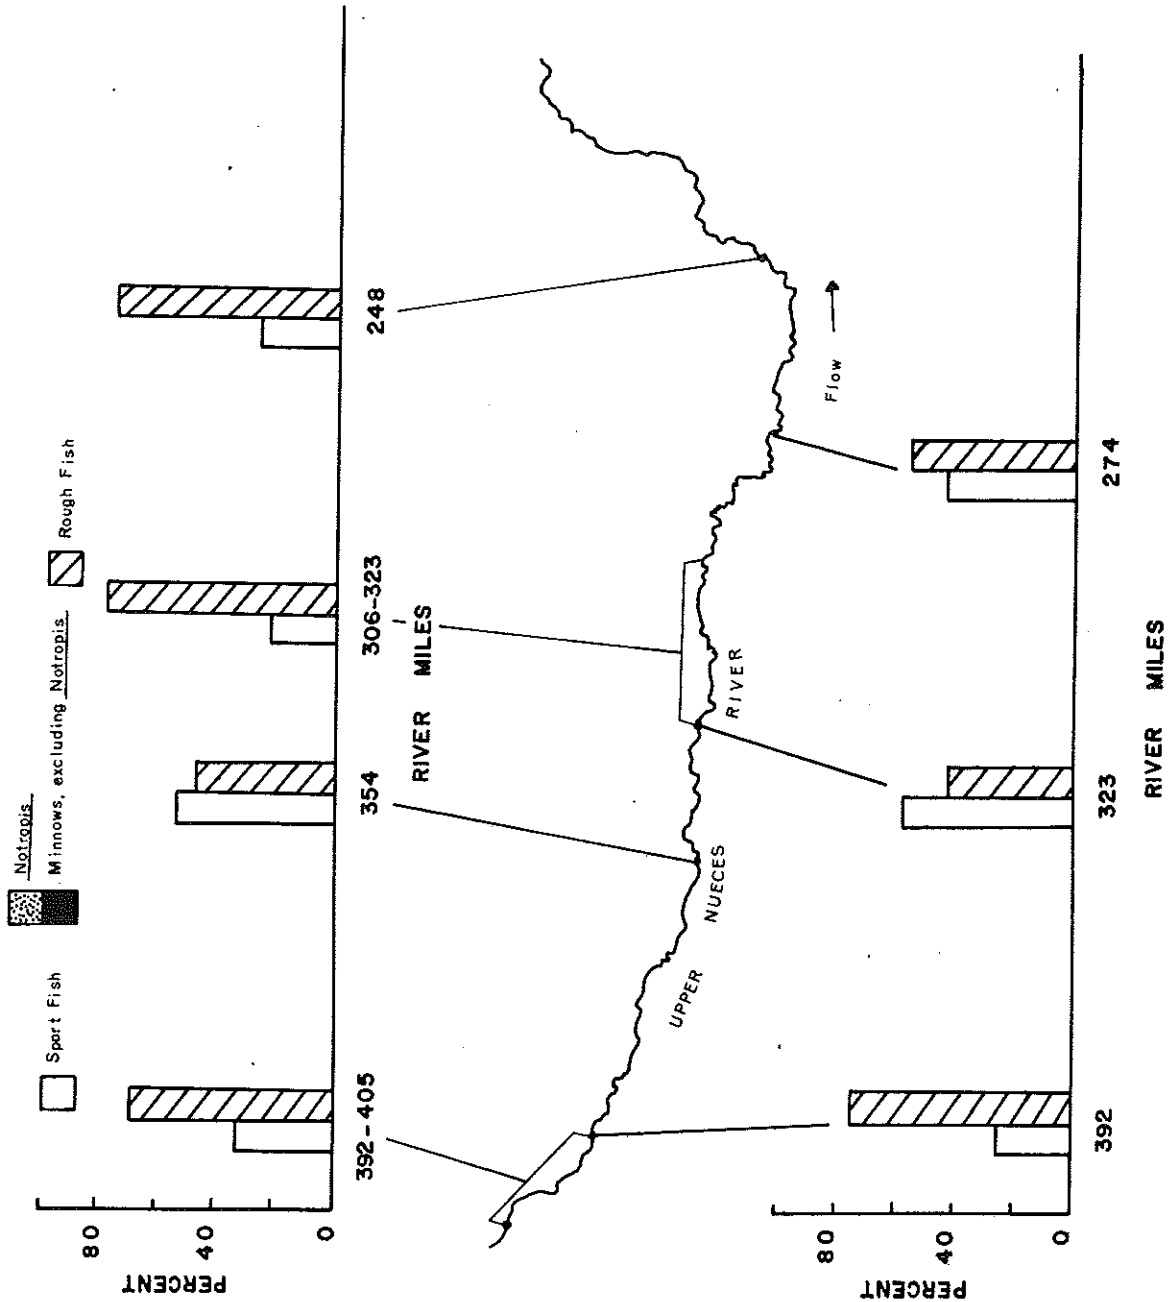 Sport Fish
Notropis
Minnows, excluding Notropis
Rough Fish
PERCENT
80
40
0
392-405
354
306-323
248
RIVER MILES
UPPER NUECES RIVER
Flow
PERCENT
80
40
0
392
323
274
RIVER MILES